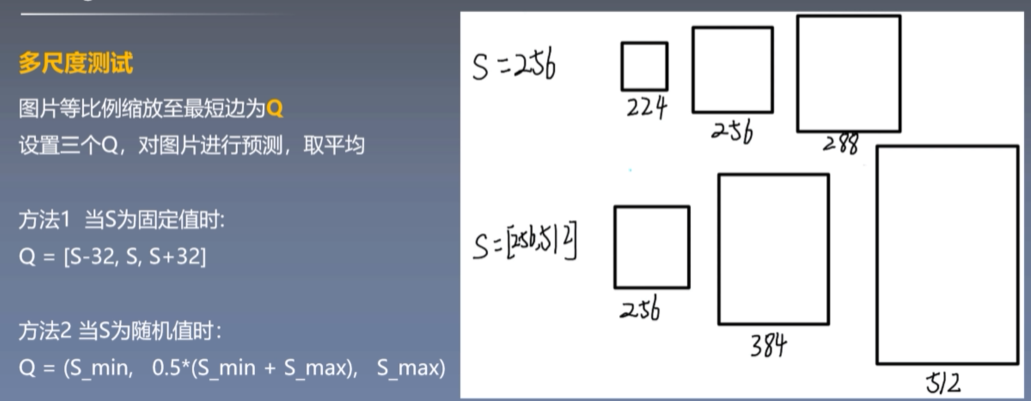 多尺度测试
图片等比例缩放至最短边为Q
设置三个Q，对图片进行预测，取平均
方法1 当S为固定值时:
Q = [S-32, S, S+32]
方法2 当S为随机值时:
Q = (S_min, 0.5*(S_min + S_max), S_max)
S=256
224
256
288
S=[256,512]
256
384
512